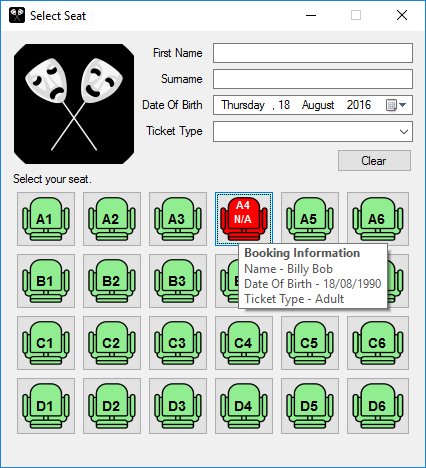 Select Seat
First Name
Surname
Date Of Birth Thursday , 18 August 2016
Ticket Type
Clear
Select your seat.
A1 A2 A3 A4 N/A A5 A6
Booking Information
Name - Billy Bob
Date Of Birth - 18/08/1990
Ticket Type - Adult
B1 B2 B3
C1 C2 C3 C4 C5 C6
D1 D2 D3 D4 D5 D6